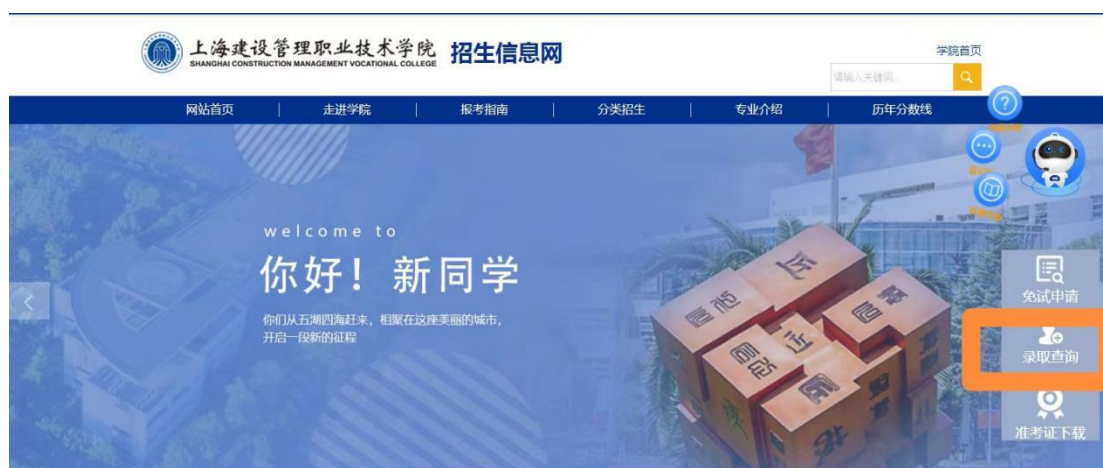 上海建设管理职业技术学院
SHANGHAI CONSTRUCTION MANAGEMENT VOCATIONAL COLLEGE
招生信息网
学院首页
请输入关键词...
网站首页
走进学院
报考指南
分类招生
专业介绍
历年分数线
welcome to
你好！新同学
你们从五湖四海赶来，相聚在这座美丽的城市，
开启一段新的征程
免试申请
录取查询
准考证下载